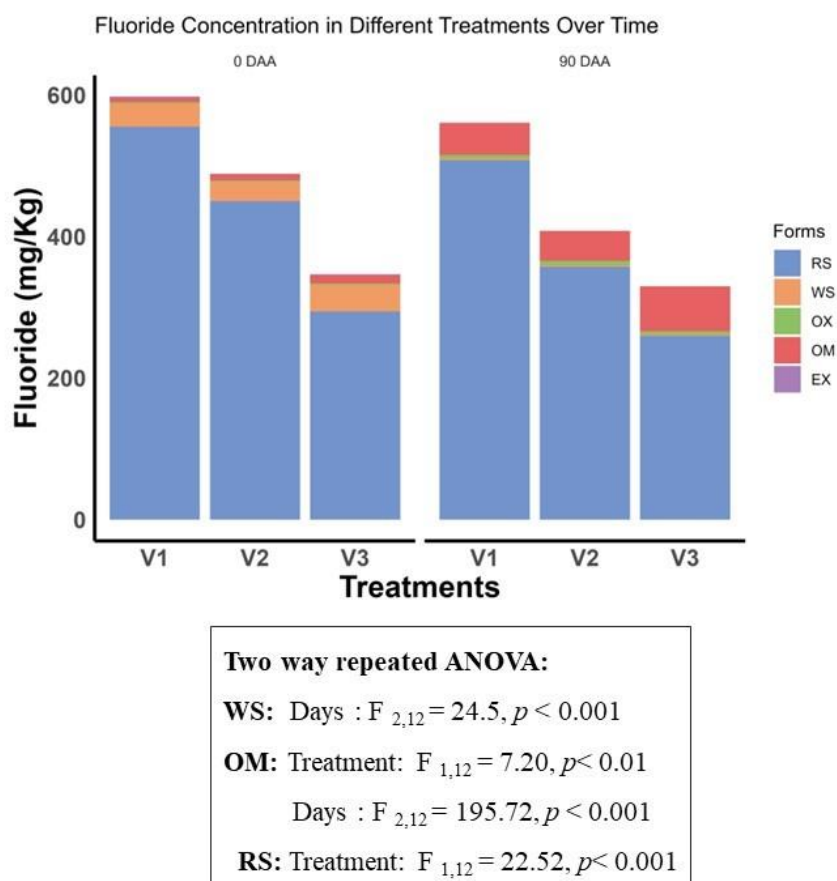 Fluoride Concentration in Different Treatments Over Time
0 DAA
90 DAA
600
400
200
0
Fluoride (mg/Kg)
V1
V2
V3
V1
V2
V3
Treatments
Forms
RS
WS
OX
OM
EX
Two way repeated ANOVA:
WS: Days : F 2,12 = 24.5, p < 0.001
OM: Treatment: F 1,12 = 7.20, p< 0.01
Days : F 2,12 = 195.72, p < 0.001
RS: Treatment: F 1,12 = 22.52, p< 0.001